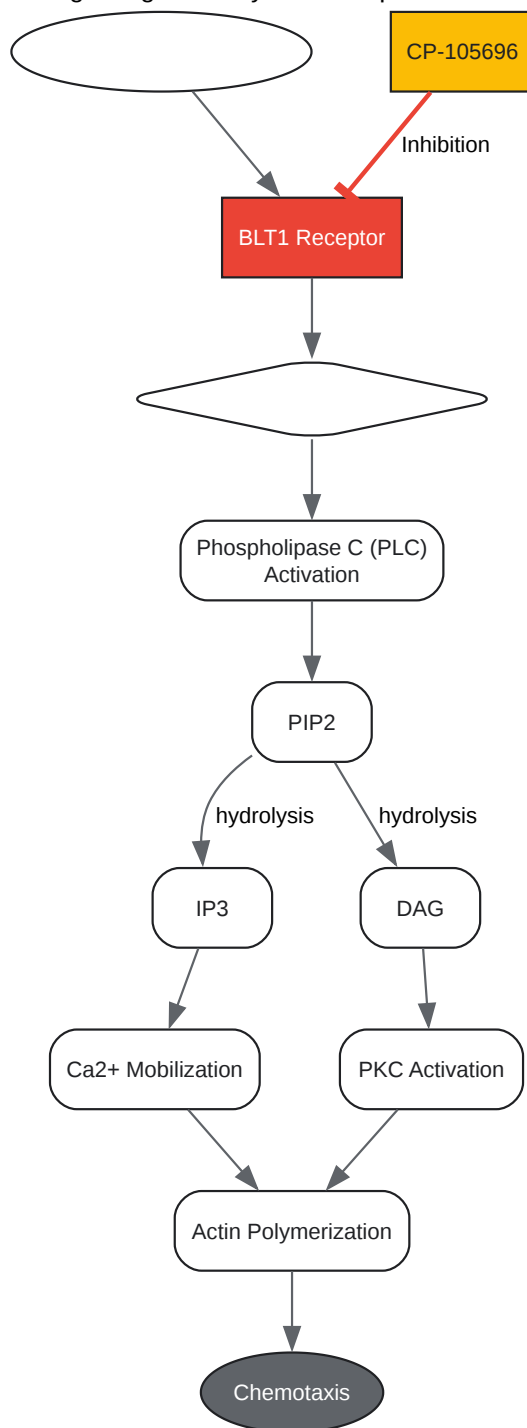 CP-105696
Inhibition
BLT1 Receptor
Phospholipase C (PLC)
Activation
PIP2
hydrolysis
hydrolysis
IP3
DAG
Ca2+ Mobilization
PKC Activation
Actin Polymerization
Chemotaxis